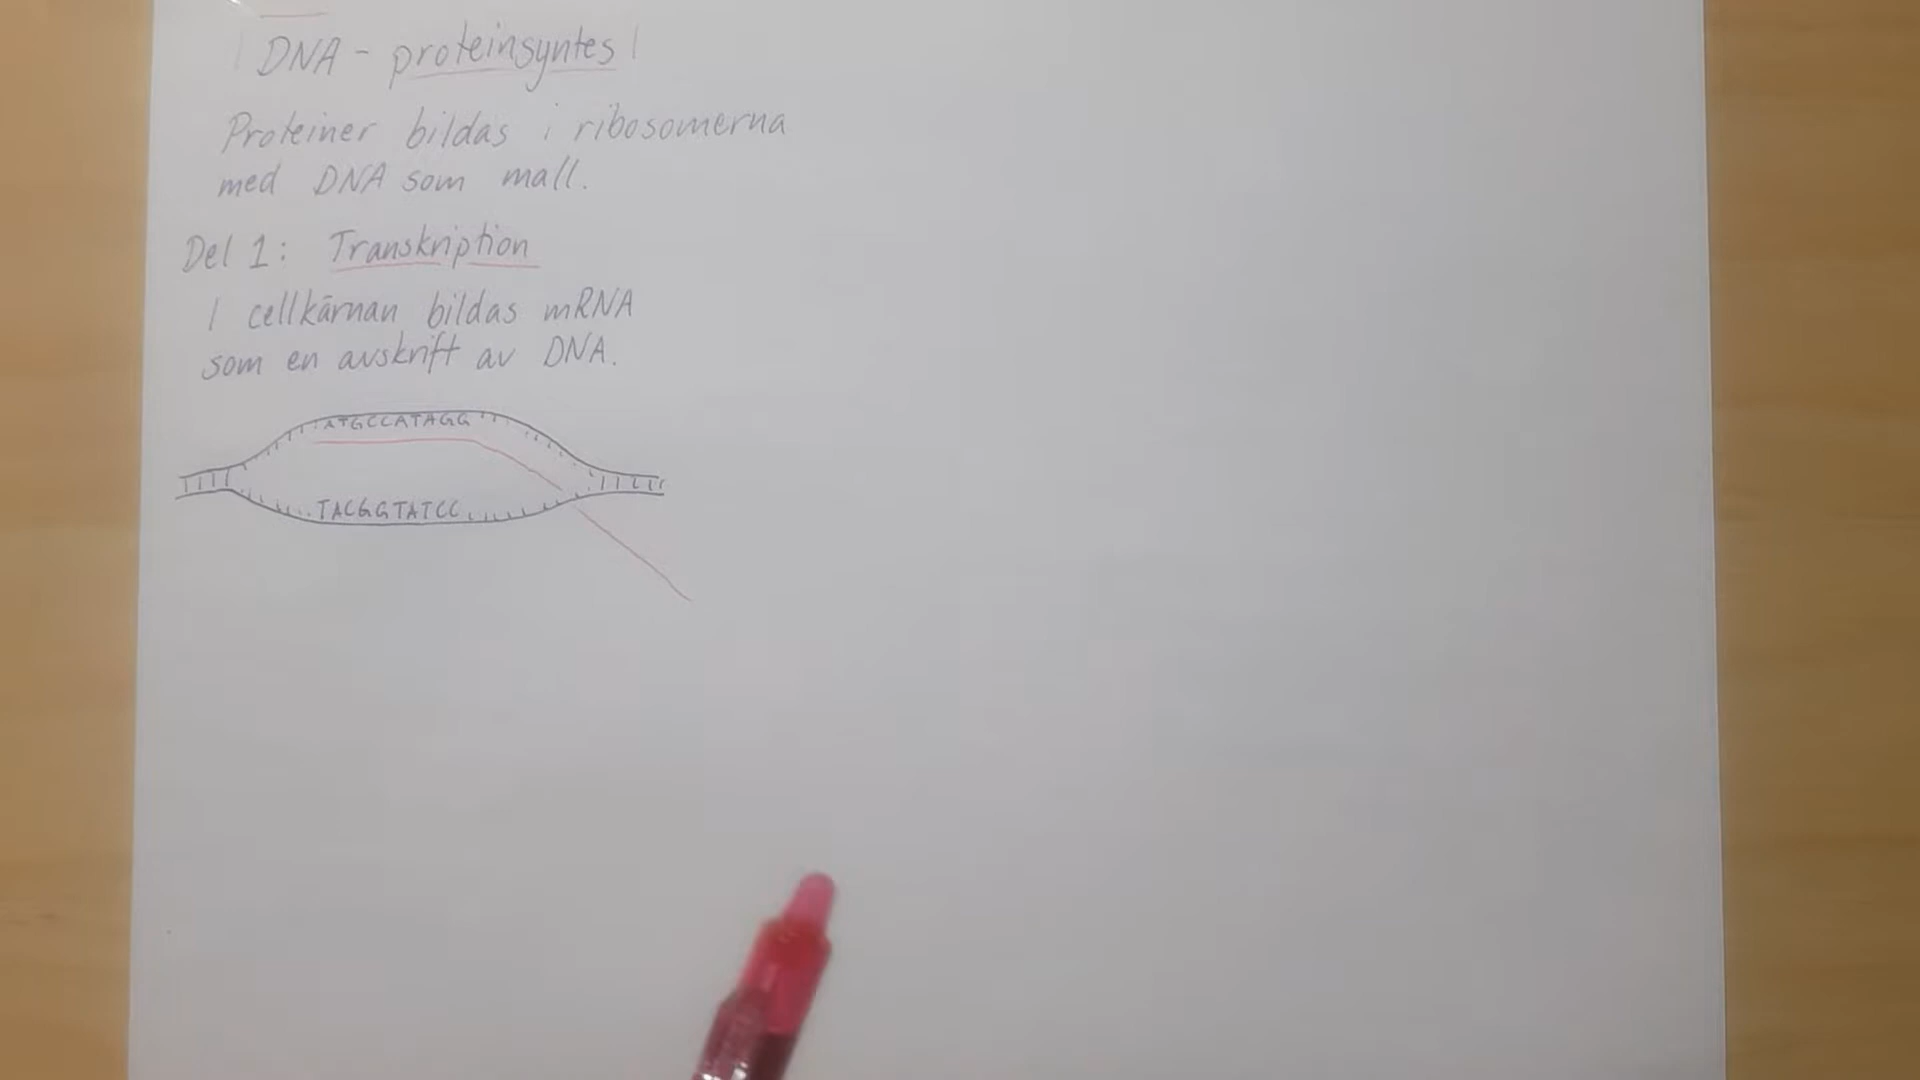 DNA - proteinsyntes
Proteiner bildas i ribosomerna
med DNA som mall.
Del 1: Transkription
I cellkärnan bildas mRNA
som en avskrift av DNA.
ATGCCATAGG
TACGGTATCC